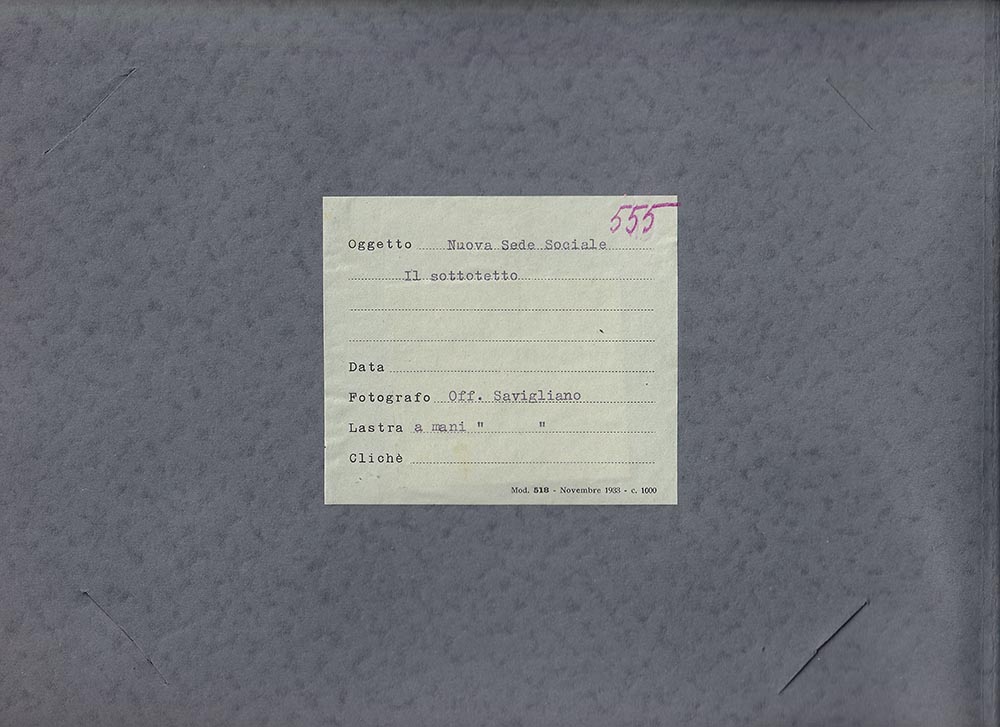 555
Oggetto Nuova Sede Sociale
Il sottotetto
Data
Fotografo Off. Savigliano
Lastra a mani " "
Clichè
Mod. 518 - Novembre 1933 - c. 1000